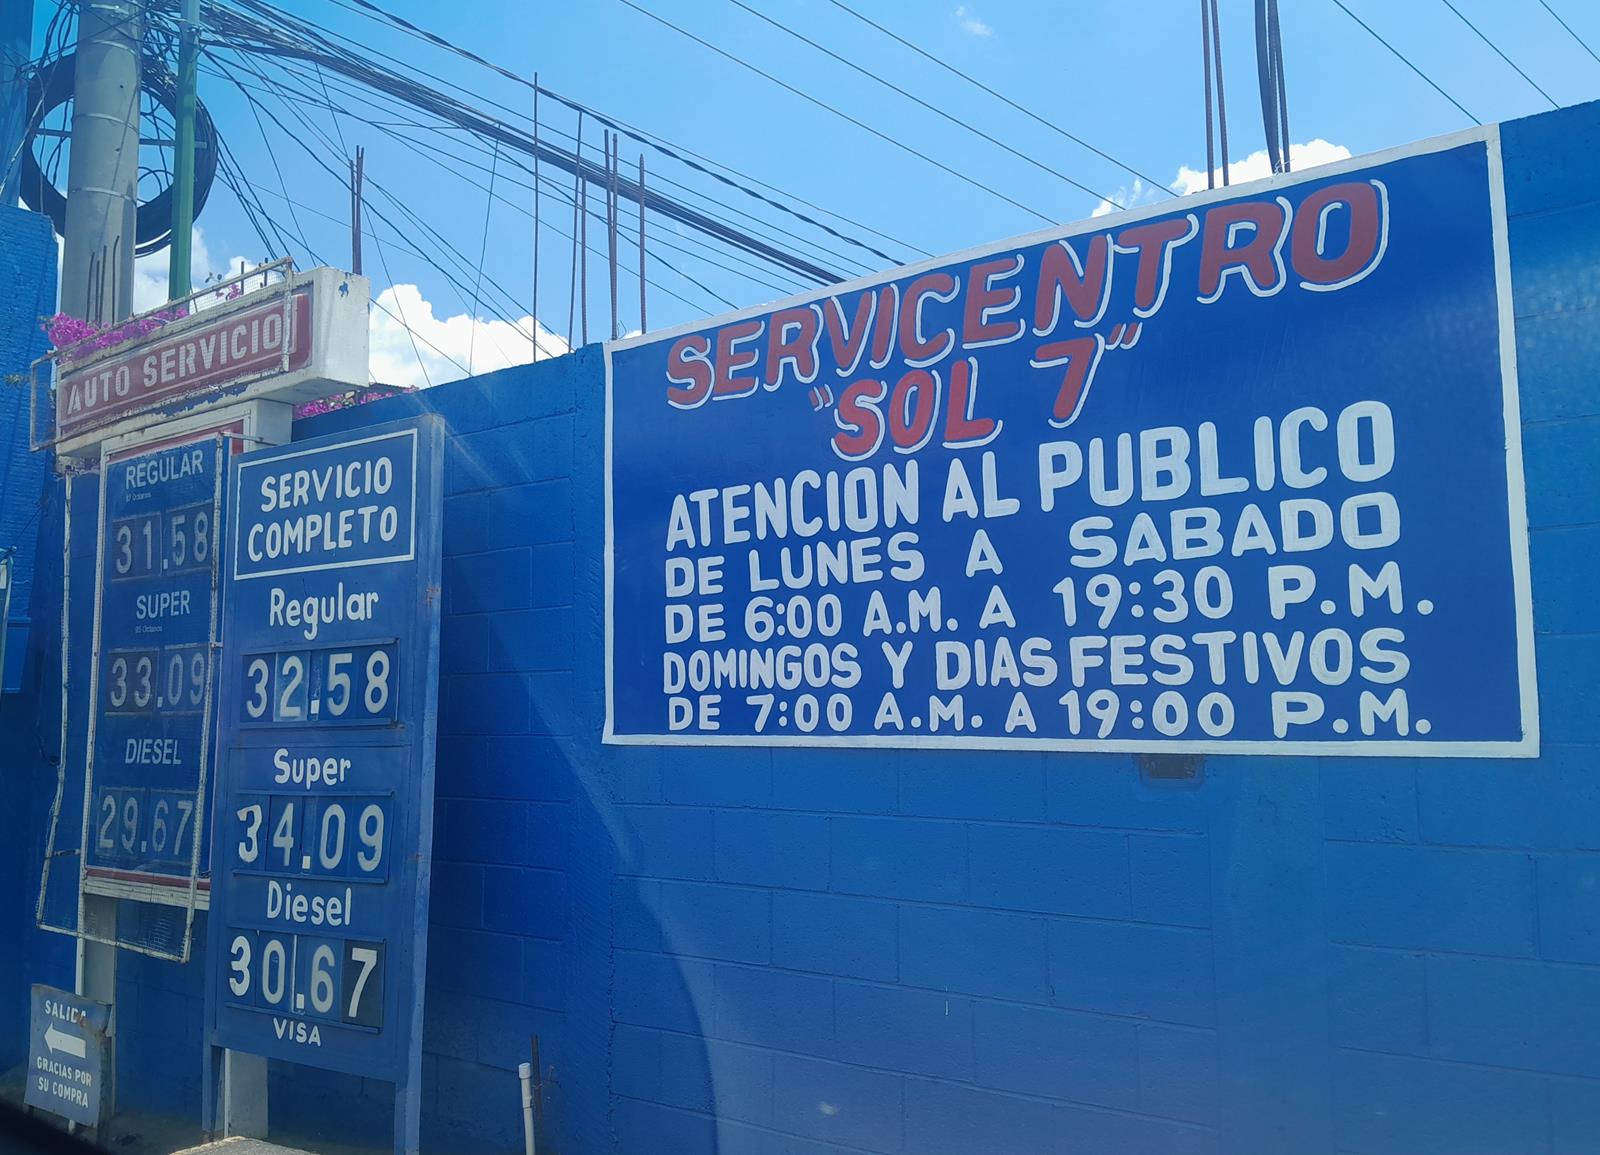 AUTO SERVICIO
REGULAR
31.58
SUPER
95 Octanos
33.09
DIESEL
29.67
SERVICIO
COMPLETO
Regular
32.58
Super
34.09
Diesel
30.67
VISA
SALIDA
GRACIAS POR
SU COMPRA
SERVICENTRO
"SOL 7"
ATENCION AL PUBLICO
DE LUNES A SABADO
DE 6:00 A.M. A 19:30 P.M.
DOMINGOS Y DIAS FESTIVOS
DE 7:00 A.M. A 19:00 P.M.